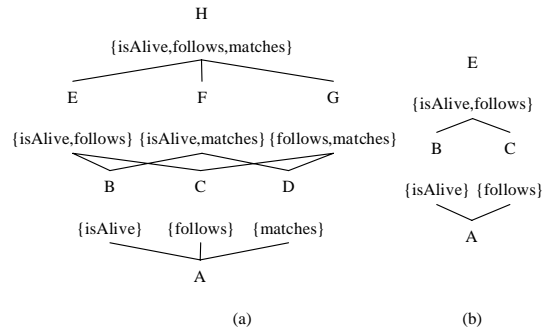 H
{isAlive,follows,matches}
E F G
{isAlive,follows} {isAlive,matches} {follows,matches}
B C D
{isAlive} {follows} {matches}
A
(a)
E
{isAlive,follows}
B C
{isAlive} {follows}
A
(b)